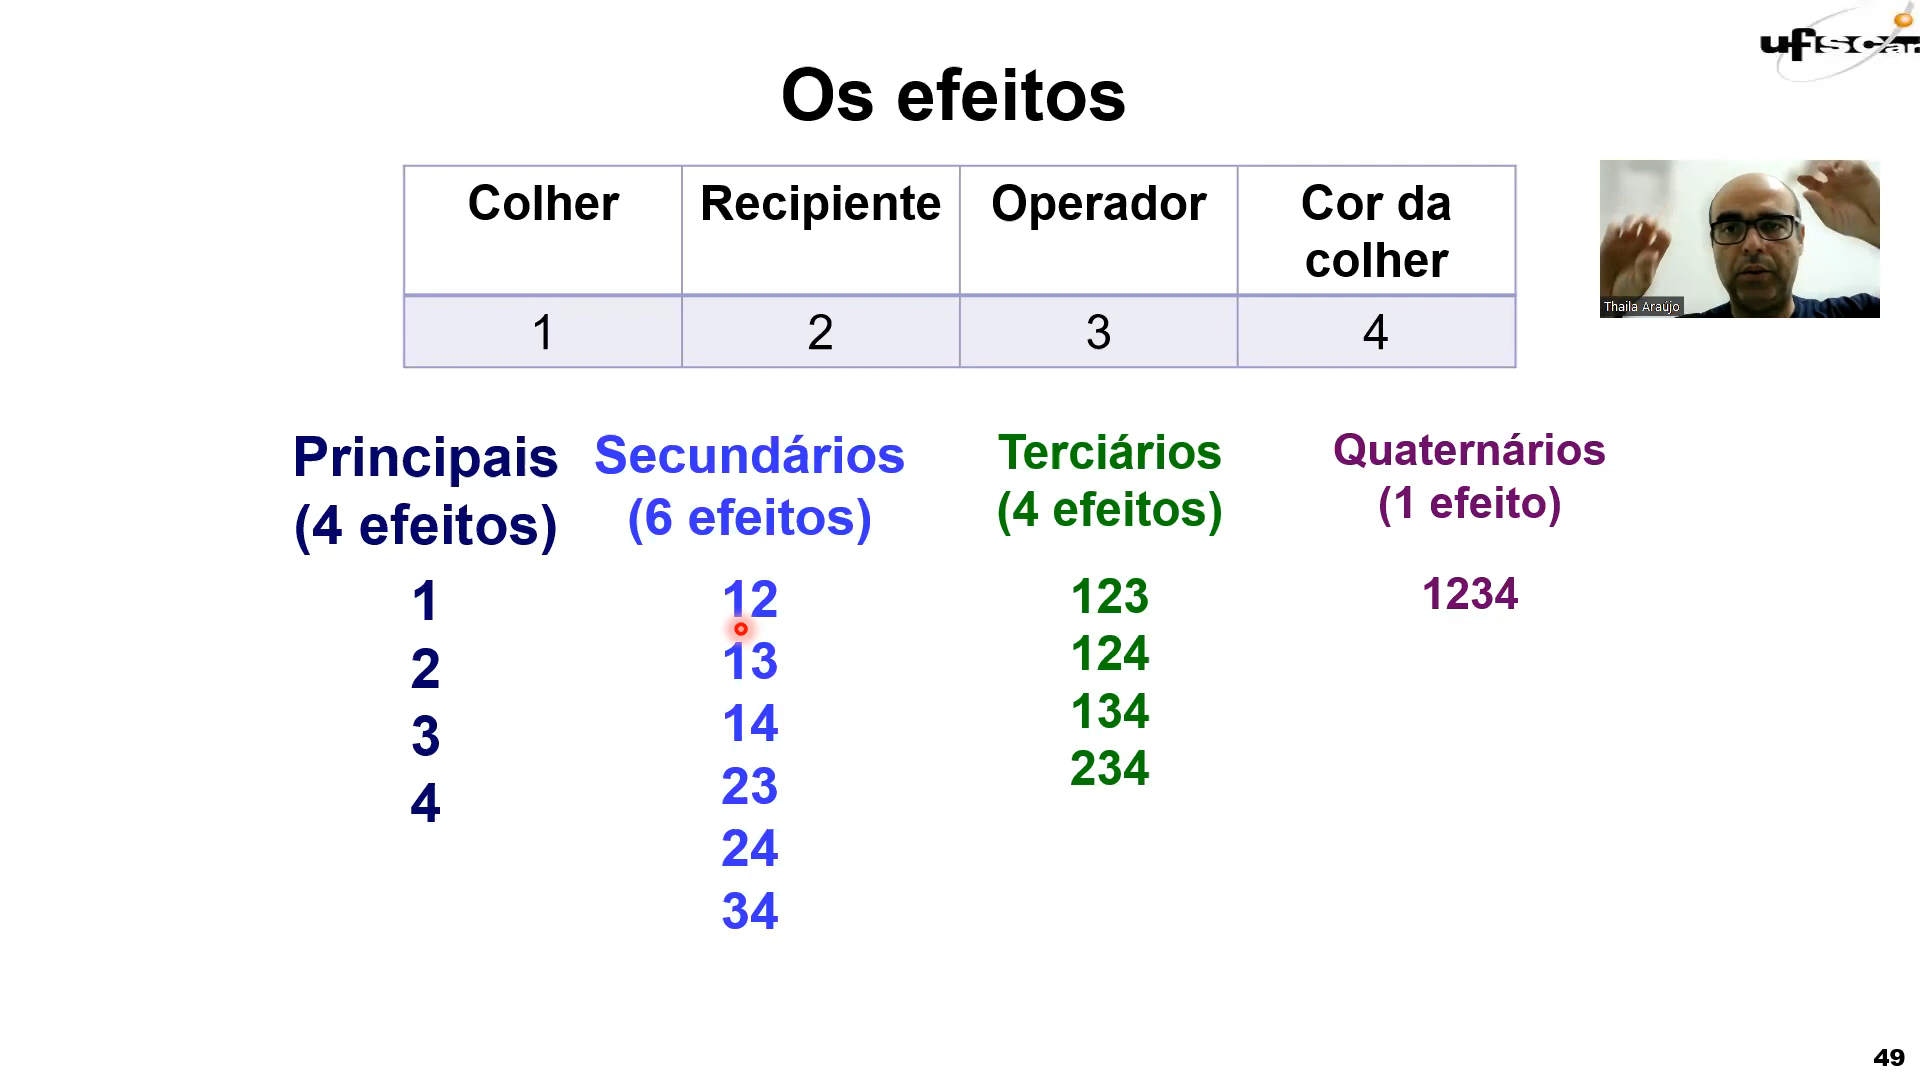 ufscar
Os efeitos
Colher Recipiente Operador Cor da
colher
1 2 3 4
Thaila Araújo
Principais
(4 efeitos)
1
2
3
4
Secundários
(6 efeitos)
12
13
14
23
24
34
Terciários
(4 efeitos)
123
124
134
234
Quaternários
(1 efeito)
1234
49